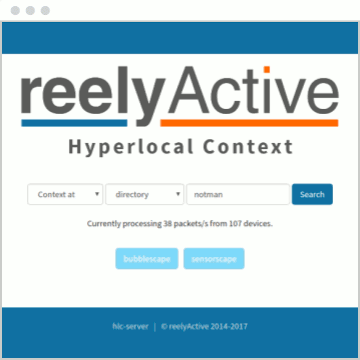 reelyActive
Hyperlocal Context
Context at directory notman Search
Currently processing 38 packets/s from 107 devices.
bubblescape sensorscape
hlc-server | © reelyActive 2014-2017